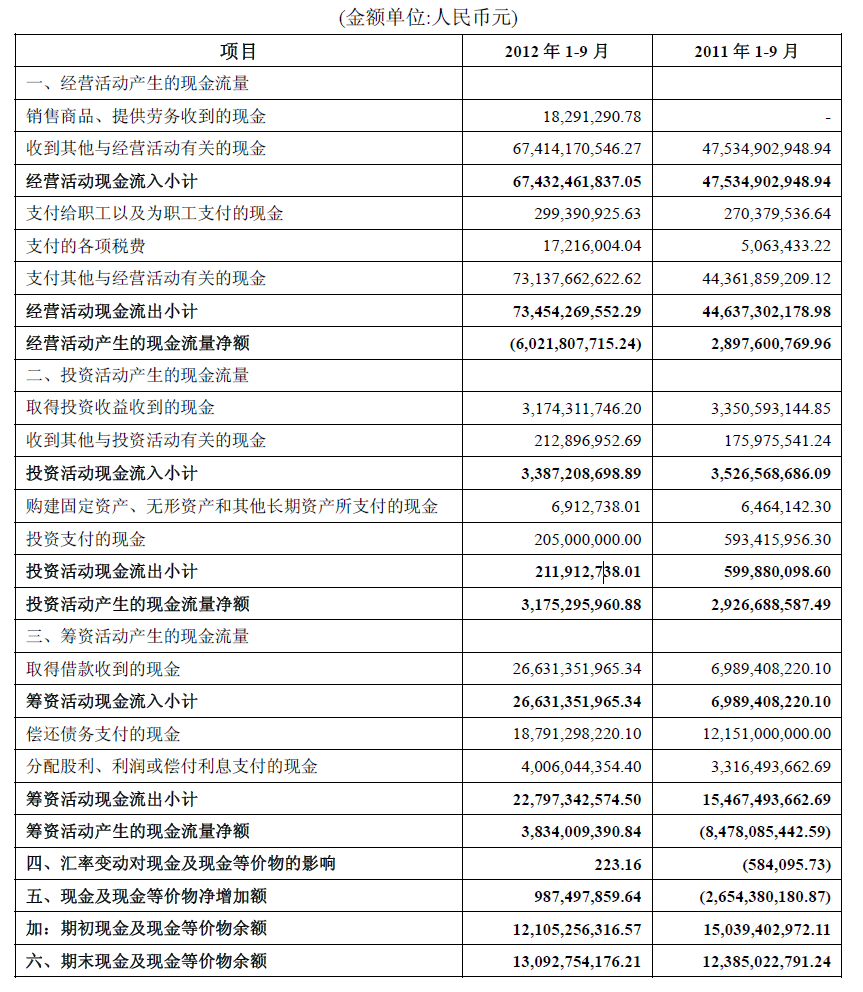 (金额单位:人民币元)
项目 2012 年 1-9 月 2011 年 1-9 月
一、经营活动产生的现金流量
销售商品、提供劳务收到的现金 18,291,290.78 -
收到其他与经营活动有关的现金 67,414,170,546.27 47,534,902,948.94
经营活动现金流入小计 67,432,461,837.05 47,534,902,948.94
支付给职工以及为职工支付的现金 299,390,925.63 270,379,536.64
支付的各项税费 17,216,004.04 5,063,433.22
支付其他与经营活动有关的现金 73,137,662,622.62 44,361,859,209.12
经营活动现金流出小计 73,454,269,552.29 44,637,302,178.98
经营活动产生的现金流量净额 (6,021,807,715.24) 2,897,600,769.96
二、投资活动产生的现金流量
取得投资收益收到的现金 3,174,311,746.20 3,350,593,144.85
收到其他与投资活动有关的现金 212,896,952.69 175,975,541.24
投资活动现金流入小计 3,387,208,698.89 3,526,568,686.09
购建固定资产、无形资产和其他长期资产所支付的现金 6,912,738.01 6,464,142.30
投资支付的现金 205,000,000.00 593,415,956.30
投资活动现金流出小计 211,912,738.01 599,880,098.60
投资活动产生的现金流量净额 3,175,295,960.88 2,926,688,587.49
三、筹资活动产生的现金流量
取得借款收到的现金 26,631,351,965.34 6,989,408,220.10
筹资活动现金流入小计 26,631,351,965.34 6,989,408,220.10
偿还债务支付的现金 18,791,298,220.10 12,151,000,000.00
分配股利、利润或偿付利息支付的现金 4,006,044,354.40 3,316,493,662.69
筹资活动现金流出小计 22,797,342,574.50 15,467,493,662.69
筹资活动产生的现金流量净额 3,834,009,390.84 (8,478,085,442.59)
四、汇率变动对现金及现金等价物的影响 223.16 (584,095.73)
五、现金及现金等价物净增加额 987,497,859.64 (2,654,380,180.87)
加：期初现金及现金等价物余额 12,105,256,316.57 15,039,402,972.11
六、期末现金及现金等价物余额 13,092,754,176.21 12,385,022,791.24